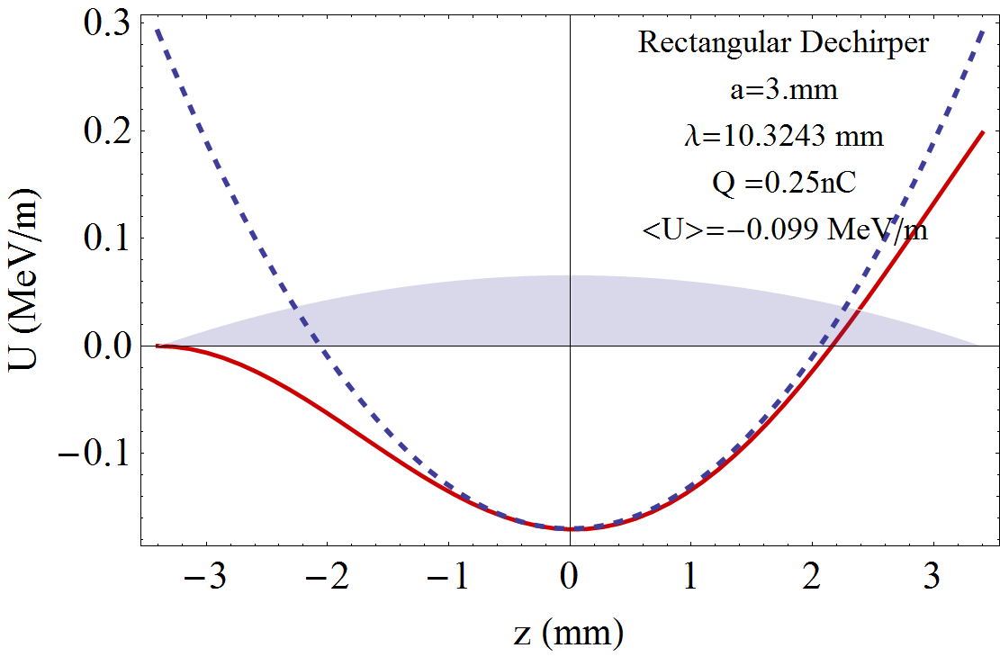 0.3
0.2
0.1
0.0
−0.1
U (MeV/m)
Rectangular Dechirper
a=3.mm
λ=10.3243 mm
Q =0.25nC
<U>=−0.099 MeV/m
−3 −2 −1 0 1 2 3
z (mm)